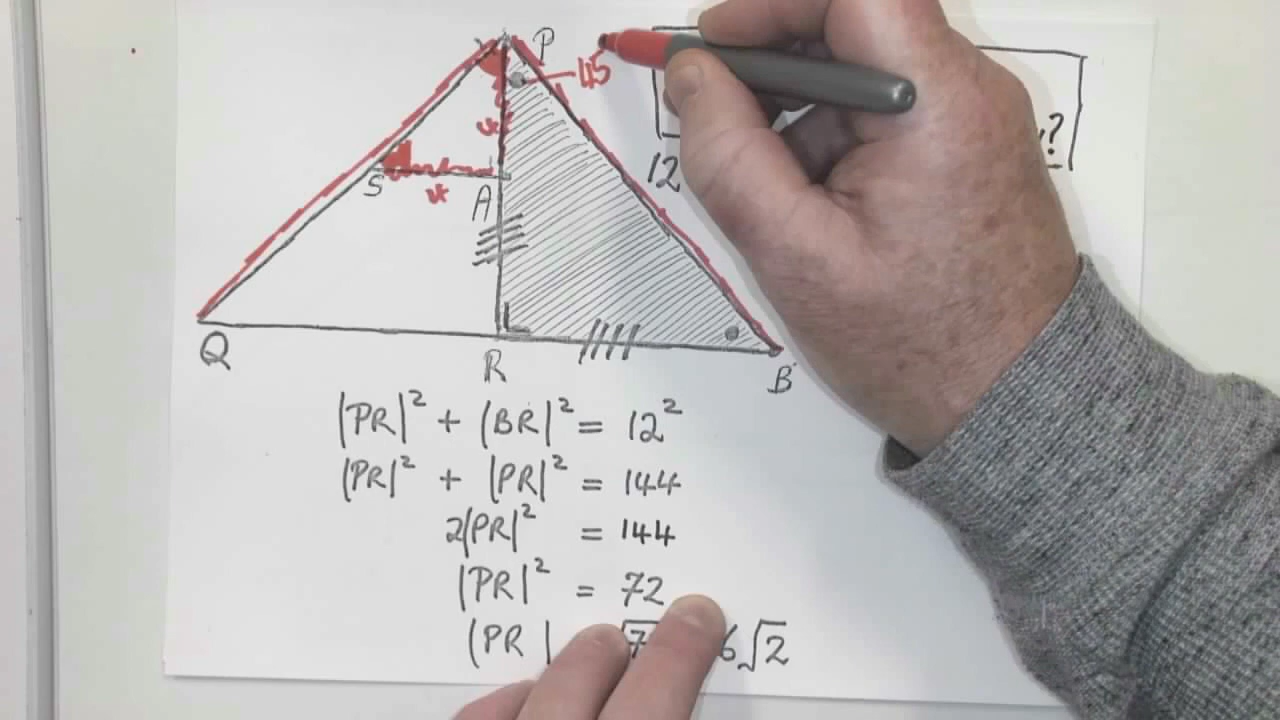 P
45
?
12
S
A
Q
R
B
|PR|² + |BR|² = 12²
|PR|² + |PR|² = 144
2|PR|² = 144
|PR|² = 72
|PR| 6√2